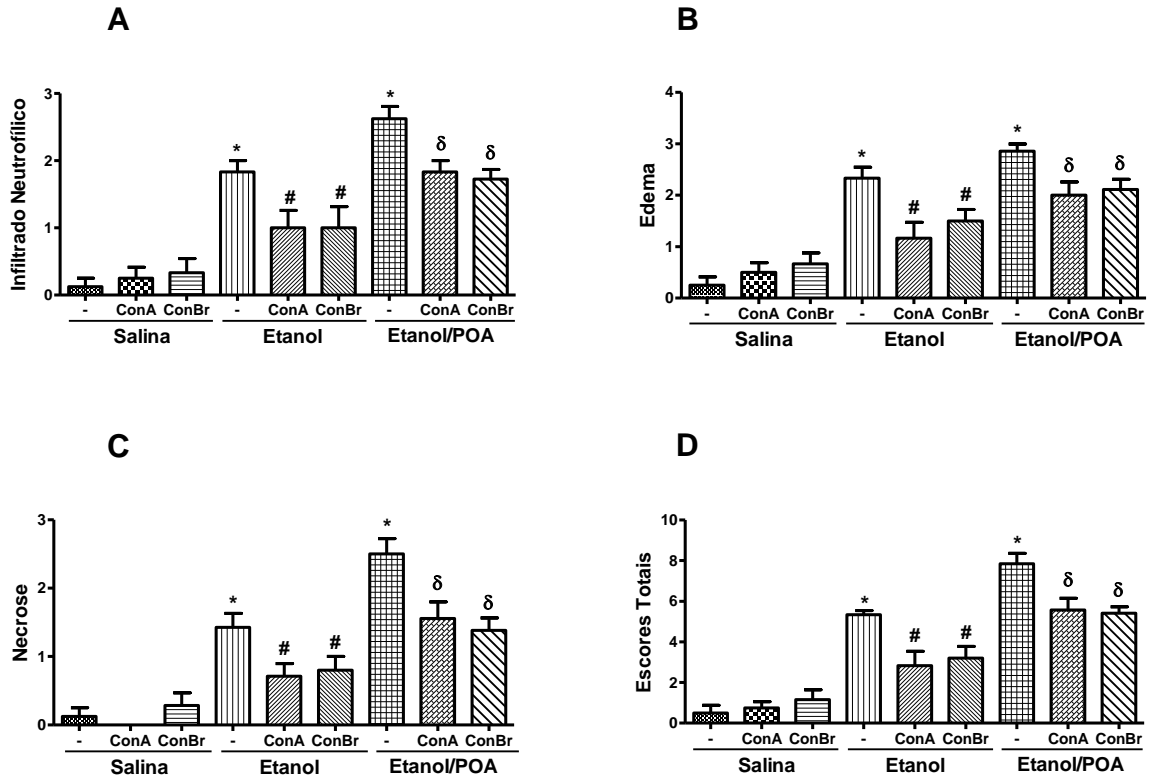 A
Infiltrado Neutrofílico
3
2
1
0
* # # * δ δ
- ConA ConBr - ConA ConBr - ConA ConBr
Salina Etanol Etanol/POA
B
Edema
4
3
2
1
0
* # # * δ δ
- ConA ConBr - ConA ConBr - ConA ConBr
Salina Etanol Etanol/POA
C
Necrose
3
2
1
0
* # # * δ δ
- ConA ConBr - ConA ConBr - ConA ConBr
Salina Etanol Etanol/POA
D
Escores Totais
10
8
6
4
2
0
* # # * δ δ
- ConA ConBr - ConA ConBr - ConA ConBr
Salina Etanol Etanol/POA